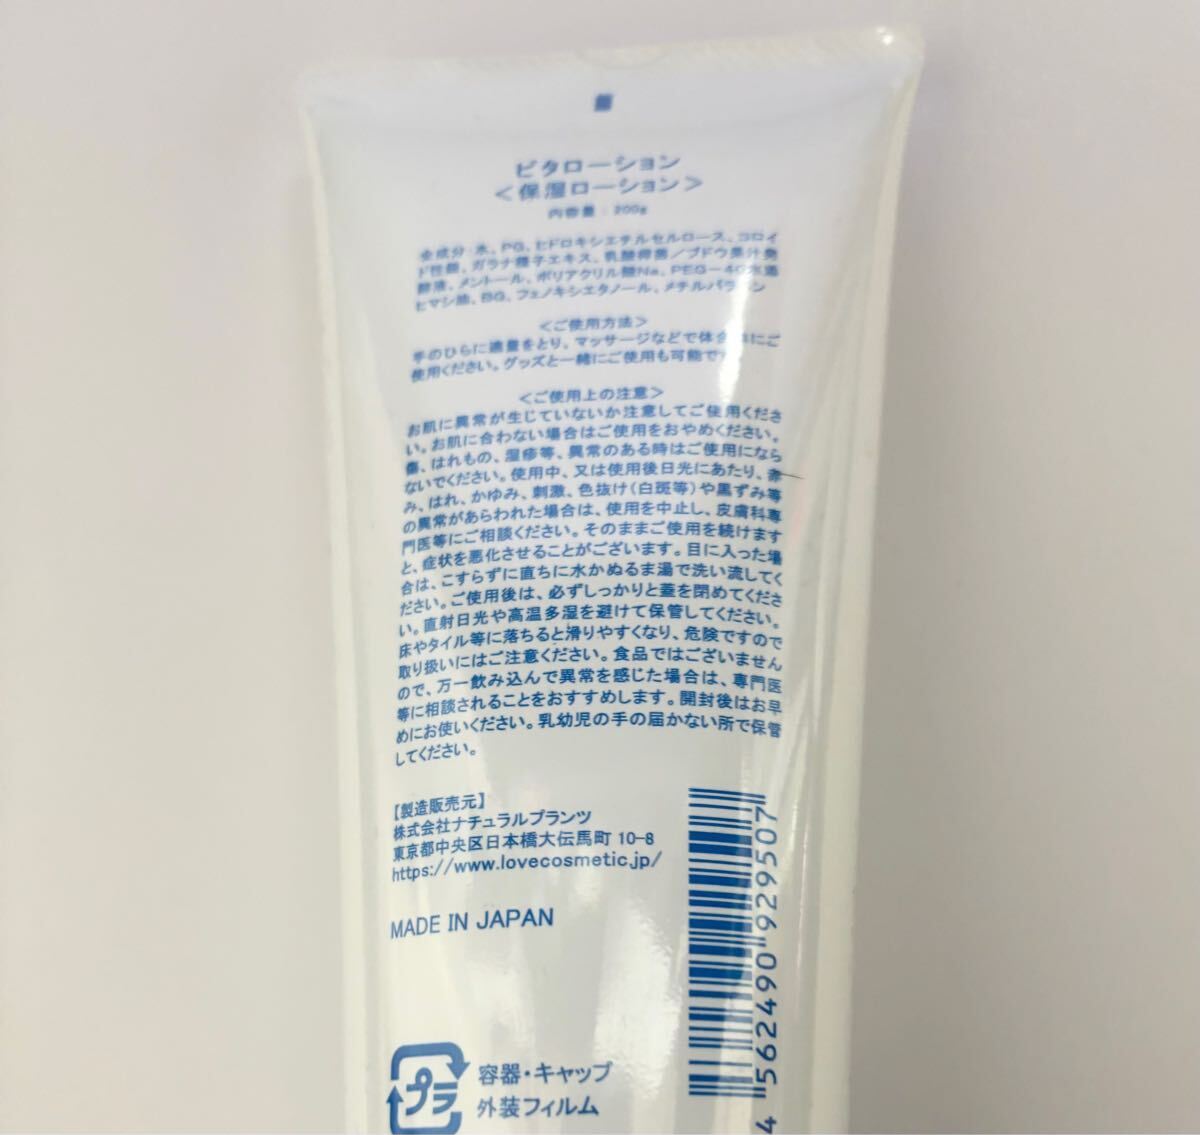 ビタローション
＜保湿ローション＞
内容量：200g
全成分:水、PG、ヒドロキシエチルセルロース、コロイ
ド性銀、ガラナ種子エキス、乳酸桿菌／ブドウ果汁発
酵液、メントール、ポリアクリル酸Na、PEG－40水添
ヒマシ油、BG、フェノキシエタノール、メチルパラベン
＜ご使用方法＞
手のひらに適量をとり、マッサージなどで体全体にご
使用ください。グッズと一緒にご使用も可能です
＜ご使用上の注意＞
お肌に異常が生じていないか注意してご使用くださ
い。お肌に合わない場合はご使用をおやめください。
傷、はれもの、湿疹等、異常のある時はご使用になら
ないでください。使用中、又は使用後日光にあたり、赤
み、はれ、かゆみ、刺激、色抜け(白斑等)や黒ずみ等
の異常があらわれた場合は、使用を中止し、皮膚科専
門医等にご相談ください。そのままご使用を続けます
と、症状を悪化させることがございます。目に入った場
合は、こすらずに直ちに水かぬるま湯で洗い流してく
ださい。ご使用後は、必ずしっかりと蓋を閉めてくださ
い。直射日光や高温多湿を避けて保管してください。
床やタイル等に落ちると滑りやすくなり、危険ですので
取り扱いにはご注意ください。食品ではございません
ので、万一飲み込んで異常を感じた場合は、専門医
等に相談されることをおすすめします。開封後はお早
めにお使いください。乳幼児の手の届かない所で保管
してください。
【製造販売元】
株式会社ナチュラルプランツ
東京都中央区日本橋大伝馬町 10-8
https://www.lovecosmetic.jp/
MADE IN JAPAN
4 562490 929507
プラ
容器・キャップ
外装フィルム